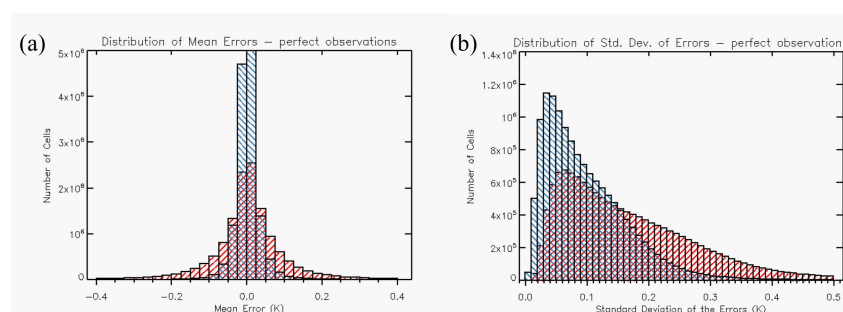 (a)
Distribution of Mean Errors – perfect observations
5x10⁶
4x10⁶
3x10⁶
2x10⁶
10⁶
0
Number of Cells
-0.4 -0.2 0.0 0.2 0.4
Mean Error (K)
(b)
Distribution of Std. Dev. of Errors – perfect observation
1.4x10⁶
1.2x10⁶
1.0x10⁶
8x10⁵
6x10⁵
4x10⁵
2x10⁵
0
Number of Cells
0.0 0.1 0.2 0.3 0.4 0.5
Standard Deviation of the Errors (K)